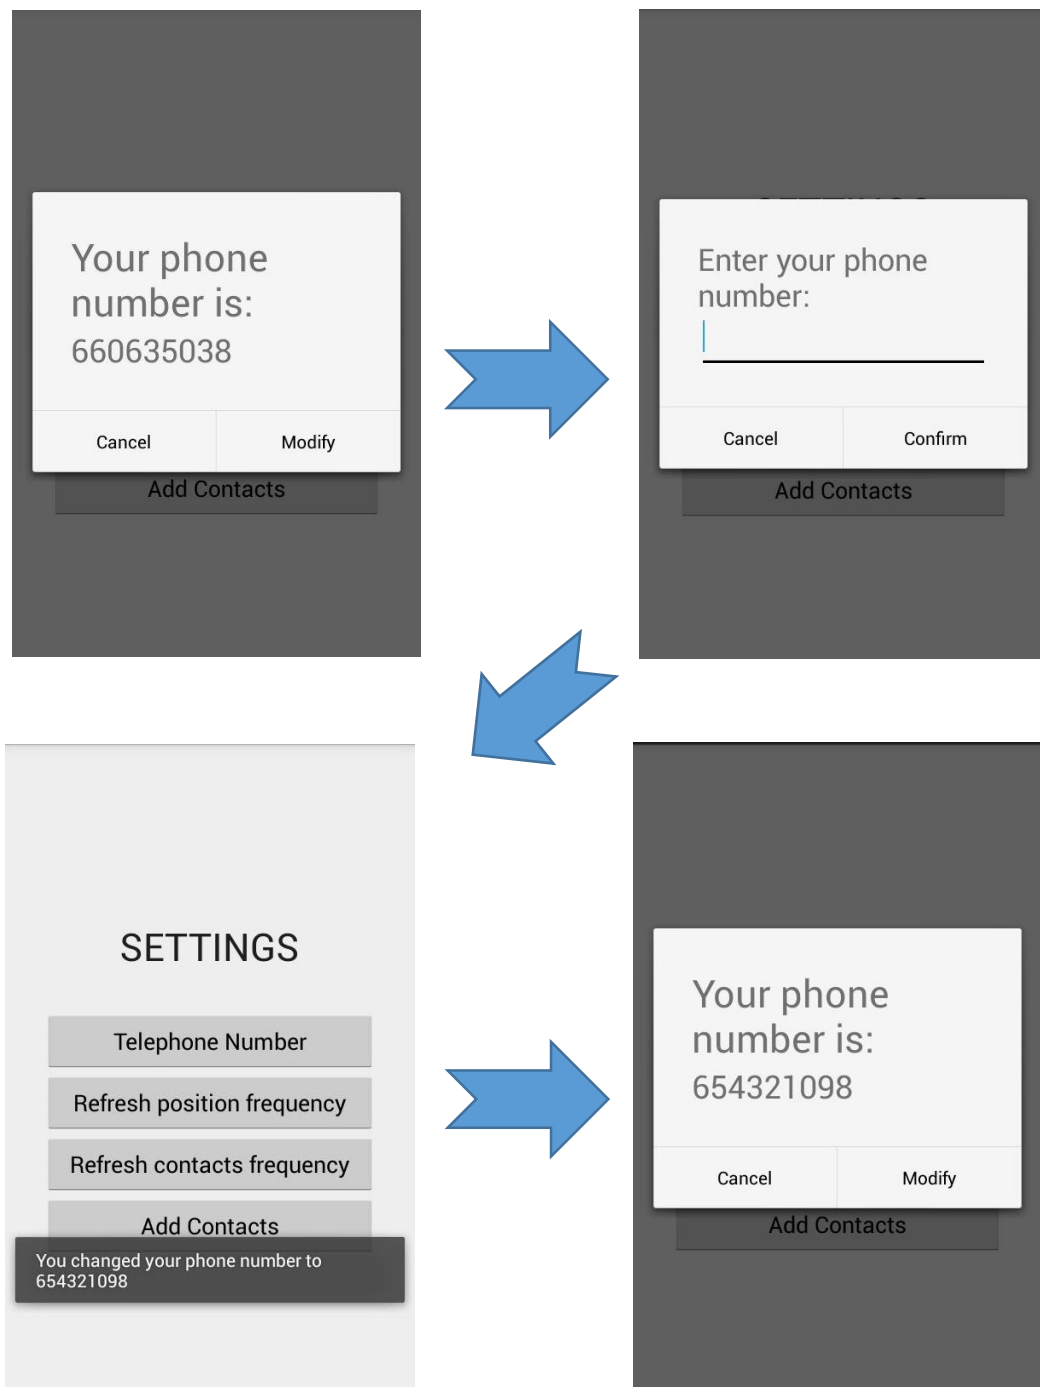 Your phone
number is:
660635038
Cancel Modify
Add Contacts
Enter your phone
number:
Cancel Confirm
Add Contacts
SETTINGS
Telephone Number
Refresh position frequency
Refresh contacts frequency
Add Contacts
You changed your phone number to
654321098
Your phone
number is:
654321098
Cancel Modify
Add Contacts